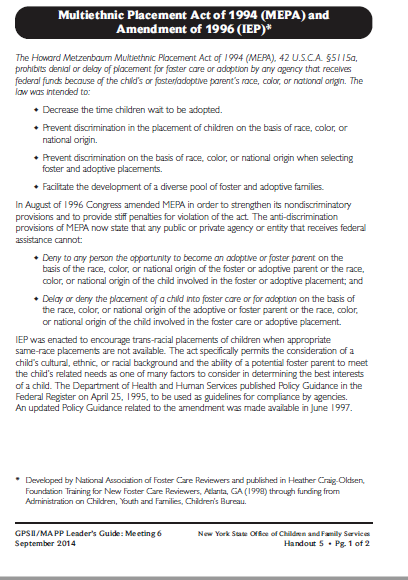 Multiethnic Placement Act of 1994 (MEPA) and
Amendment of 1996 (IEP)*
The Howard Metzenbaum Multiethnic Placement Act of 1994 (MEPA), 42 U.S.C.A. §5115a,
prohibits denial or delay of placement for foster care or adoption by any agency that receives
federal funds because of the child's or foster/adoptive parent's race, color, or national origin. The
law was intended to:
◆ Decrease the time children wait to be adopted.
◆ Prevent discrimination in the placement of children on the basis of race, color, or
national origin.
◆ Prevent discrimination on the basis of race, color, or national origin when selecting
foster and adoptive placements.
◆ Facilitate the development of a diverse pool of foster and adoptive families.
In August of 1996 Congress amended MEPA in order to strengthen its nondiscriminatory
provisions and to provide stiff penalties for violation of the act. The anti-discrimination
provisions of MEPA now state that any public or private agency or entity that receives federal
assistance cannot:
◆ Deny to any person the opportunity to become an adoptive or foster parent on the
basis of the race, color, or national origin of the foster or adoptive parent or the race,
color, or national origin of the child involved in the foster or adoptive placement; and
◆ Delay or deny the placement of a child into foster care or for adoption on the basis of
the race, color, or national origin of the adoptive or foster parent or the race, color,
or national origin of the child involved in the foster care or adoptive placement.
IEP was enacted to encourage trans-racial placements of children when appropriate
same-race placements are not available. The act specifically permits the consideration of a
child's cultural, ethnic, or racial background and the ability of a potential foster parent to meet
the child's related needs as one of many factors to consider in determining the best interests
of a child. The Department of Health and Human Services published Policy Guidance in the
Federal Register on April 25, 1995, to be used as guidelines for compliance by agencies.
An updated Policy Guidance related to the amendment was made available in June 1997.
* Developed by National Association of Foster Care Reviewers and published in Heather Craig-Oldsen,
Foundation Training for New Foster Care Reviewers, Atlanta, GA (1998) through funding from
Administration on Children, Youth and Families, Children's Bureau.
GPSII/MAPP Leader's Guide: Meeting 6 New York State Office of Children and Family Services
September 2014 Handout 5 • Pg. 1 of 2